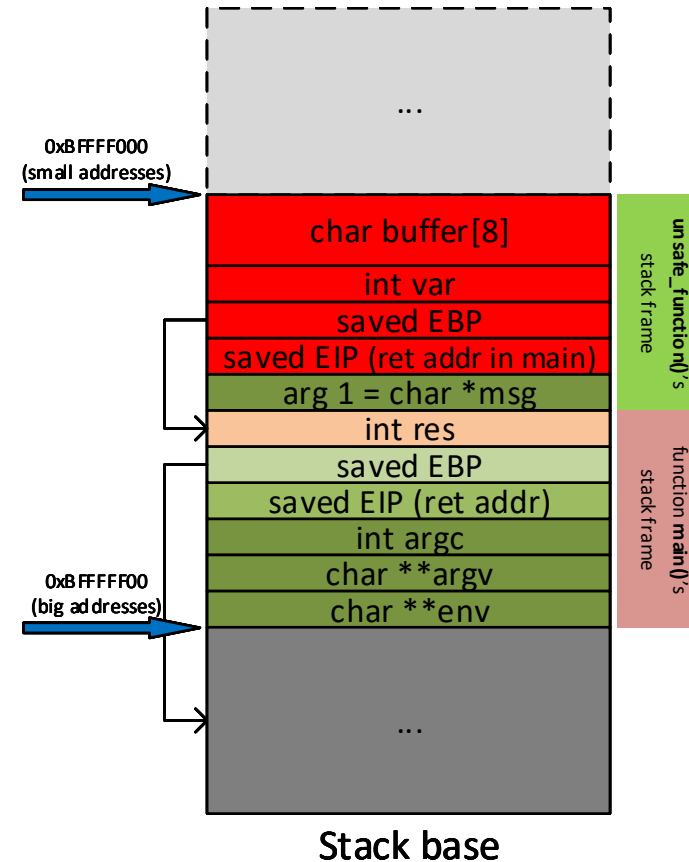 ...
0xBFFFF000
(small addresses)
char buffer[8]
int var
saved EBP
saved EIP (ret addr in main)
arg 1 = char *msg
unsafe_function()'s
stack frame
int res
saved EBP
saved EIP (ret addr)
int argc
char **argv
char **env
function main()'s
stack frame
0xBFFFFF00
(big addresses)
...
Stack base